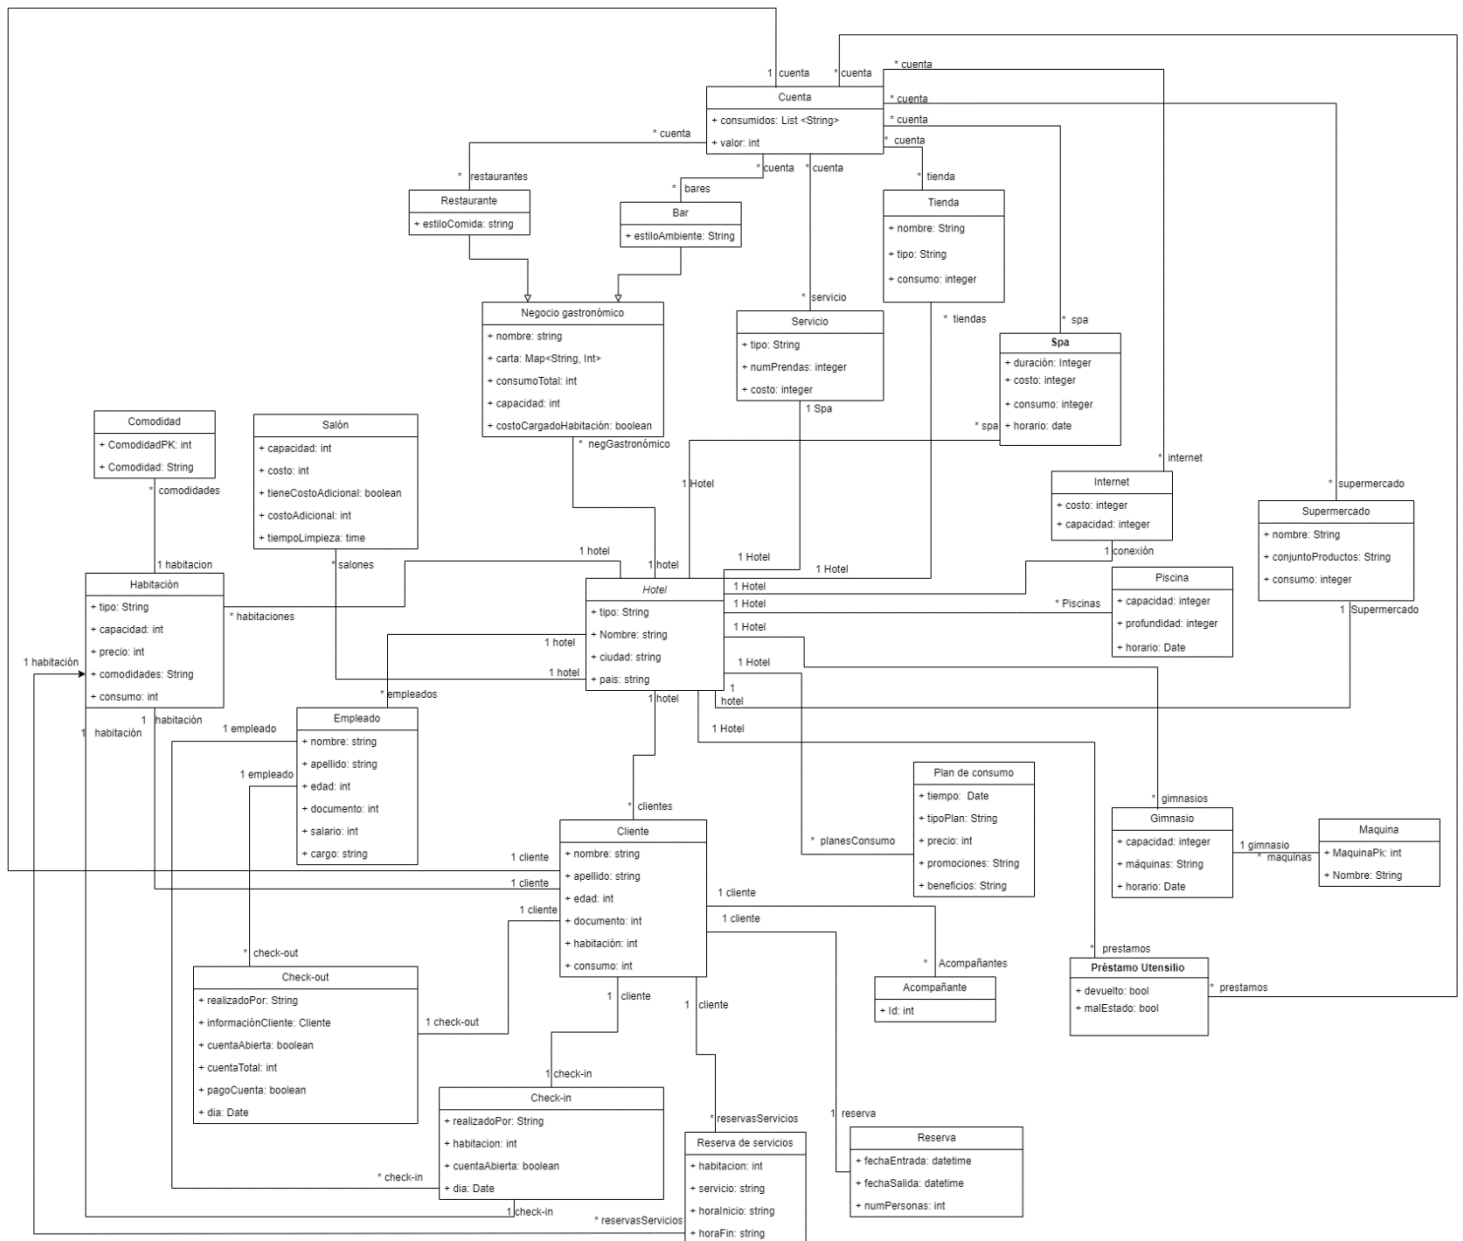 1 cuenta
* cuenta
* cuenta
Cuenta
+ consumidos: List <String>
+ valor: int
* cuenta
* cuenta
* cuenta
* cuenta
* cuenta
* cuenta
* restaurantes
* bares
* tienda
Restaurante
+ estiloComida: string
Bar
+ estiloAmbiente: String
Tienda
+ nombre: String
+ tipo: String
+ consumo: integer
* servicio
* tiendas
* spa
Negocio gastronómico
+ nombre: string
+ carta: Map<String, Int>
+ consumoTotal: int
+ capacidad: int
+ costoCargadoHabitación: boolean
* negGastronómico
Servicio
+ tipo: String
+ numPrendas: integer
+ costo: integer
1 Spa
Spa
+ duración: Integer
+ costo: integer
+ consumo: integer
+ horario: date
* spa
1 Hotel
* internet
Internet
+ costo: integer
+ capacidad: integer
1 conexión
* supermercado
Supermercado
+ nombre: String
+ conjuntoProductos: String
+ consumo: integer
1 Supermercado
Comodidad
+ ComodidadPK: int
+ Comodidad: String
* comodidades
1 habitacion
Salón
+ capacidad: int
+ costo: int
+ tieneCostoAdicional: boolean
+ costoAdicional: int
+ tiempoLimpieza: time
* salones
1 hotel
1 hotel
1 Hotel
1 Hotel
1 Hotel
1 Hotel
1 Hotel
1 Hotel
Habitación
+ tipo: String
+ capacidad: int
+ precio: int
+ comodidades: String
+ consumo: int
* habitaciones
1 habitación
1 habitación
1 habitación
Hotel
+ tipo: String
+ Nombre: string
+ ciudad: string
+ pais: string
1 hotel
1 hotel
1 hotel
1
hotel
1 Hotel
* Piscinas
Piscina
+ capacidad: integer
+ profundidad: integer
+ horario: Date
* empleados
1 empleado
1 empleado
Empleado
+ nombre: string
+ apellido: string
+ edad: int
+ documento: int
+ salario: int
+ cargo: string
* clientes
* planesConsumo
Plan de consumo
+ tiempo: Date
+ tipoPlan: String
+ precio: int
+ promociones: String
+ beneficios: String
* gimnasios
Gimnasio
+ capacidad: integer
+ máquinas: String
+ horario: Date
1 gimnasio
* maquinas
Maquina
+ MaquinaPk: int
+ Nombre: String
Cliente
+ nombre: string
+ apellido: string
+ edad: int
+ documento: int
+ habitación: int
+ consumo: int
1 cliente
1 cliente
1 cliente
1 cliente
1 cliente
1 cliente
1 cliente
* Acompañantes
Acompañante
+ Id: int
* prestamos
Préstamo Utensilio
+ devuelto: bool
+ malEstado: bool
* prestamos
* check-out
Check-out
+ realizadoPor: String
+ informaciónCliente: Cliente
+ cuentaAbierta: boolean
+ cuentaTotal: int
+ pagoCuenta: boolean
+ dia: Date
1 check-out
1 check-in
Check-in
+ realizadoPor: String
+ habitacion: int
+ cuentaAbierta: boolean
+ dia: Date
* check-in
1 check-in
* reservasServicios
* reservasServicios
Reserva de servicios
+ habitacion: int
+ servicio: string
+ horaInicio: string
+ horaFin: string
1 reserva
Reserva
+ fechaEntrada: datetime
+ fechaSalida: datetime
+ numPersonas: int